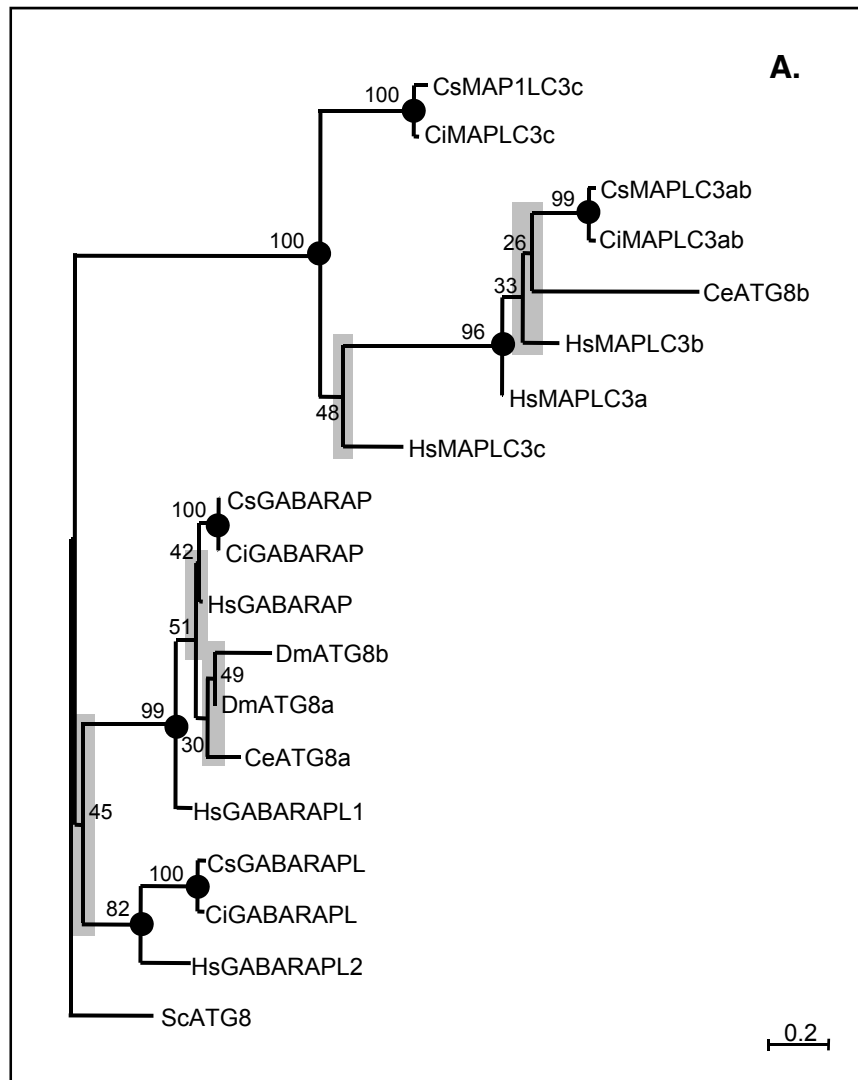 A.
CsMAP1LC3c
100
CiMAPLC3c
CsMAPLC3ab
99
CiMAPLC3ab
100
26
33
CeATG8b
96
HsMAPLC3b
HsMAPLC3a
48
HsMAPLC3c
CsGABARAP
100
CiGABARAP
42
HsGABARAP
51
DmATG8b
49
DmATG8a
99
30
CeATG8a
45
HsGABARAPL1
CsGABARAPL
100
CiGABARAPL
82
HsGABARAPL2
ScATG8
0.2